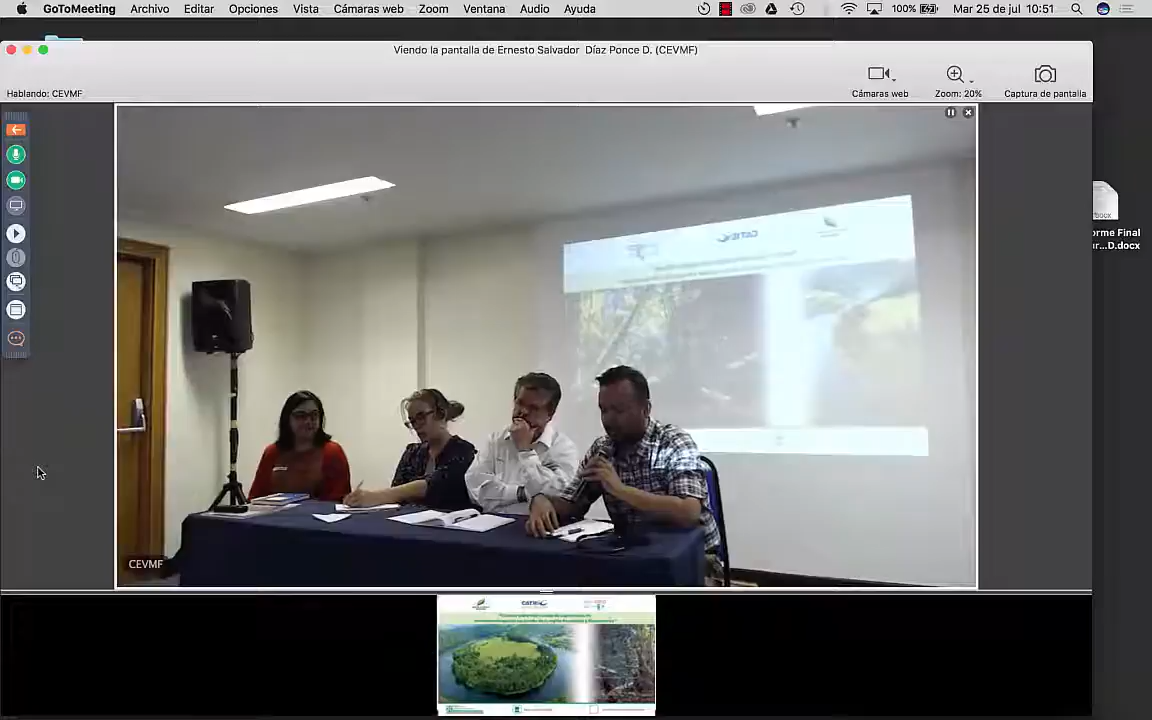 GoToMeeting Archivo Editar Opciones Vista Cámaras web Zoom Ventana Audio Ayuda 100% Mar 25 de jul 10:51
Viendo la pantalla de Ernesto Salvador Díaz Ponce D. (CEVMF)
Hablando: CEVMF
Cámaras web
Zoom: 20%
Captura de pantalla
orme Final
ur...D.docx
CEVMF
CATIE